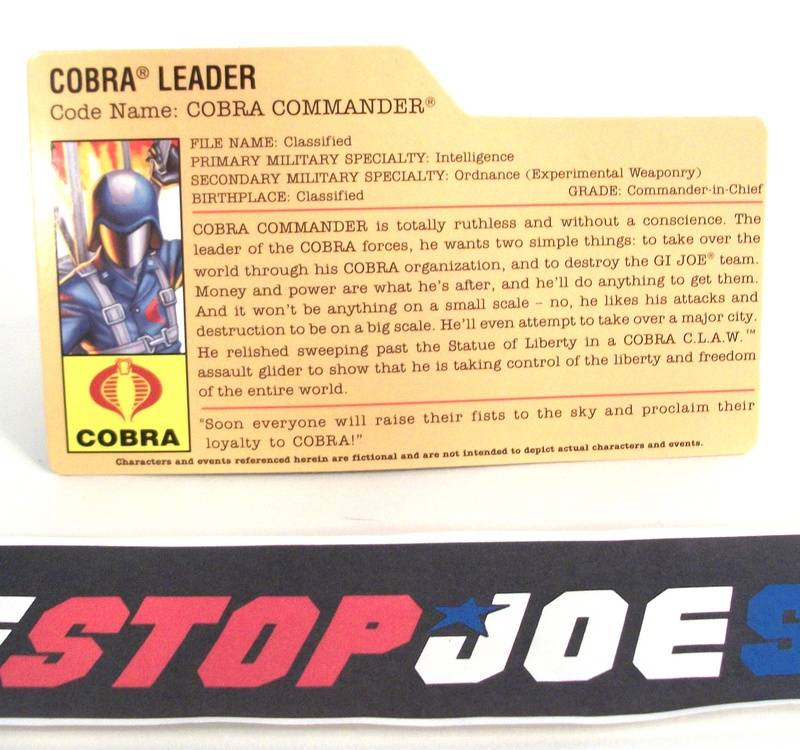 COBRA® LEADER
Code Name: COBRA COMMANDER®
FILE NAME: Classified
PRIMARY MILITARY SPECIALTY: Intelligence
SECONDARY MILITARY SPECIALTY: Ordnance (Experimental Weaponry)
BIRTHPLACE: Classified GRADE: Commander-in-Chief
COBRA COMMANDER is totally ruthless and without a conscience. The
leader of the COBRA forces, he wants two simple things: to take over the
world through his COBRA organization, and to destroy the GI JOE® team.
Money and power are what he's after, and he'll do anything to get them.
And it won't be anything on a small scale – no, he likes his attacks and
destruction to be on a big scale. He'll even attempt to take over a major city.
He relished sweeping past the Statue of Liberty in a COBRA C.L.A.W.™
assault glider to show that he is taking control of the liberty and freedom
of the entire world.
"Soon everyone will raise their fists to the sky and proclaim their
loyalty to COBRA!"
COBRA
Characters and events referenced herein are fictional and are not intended to depict actual characters and events.
ESTOPJOES